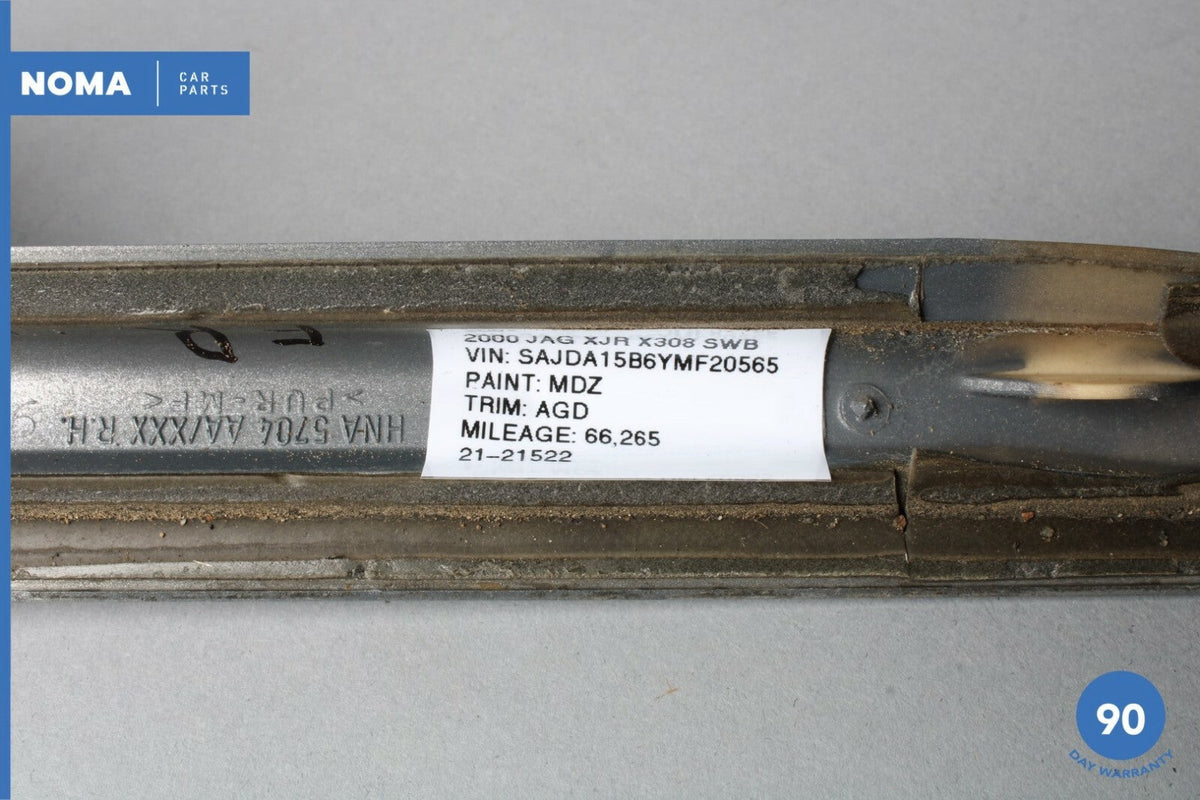 NOMA
CAR
PARTS
2000 JAG XJR X308 SWB
VIN: SAJDA15B6YMF20565
PAINT: MDZ
TRIM: AGD
MILEAGE: 66,265
21-21522
HNA 5704 AA/XXX R.H.
>PUR-MF<
90
DAY WARRANTY